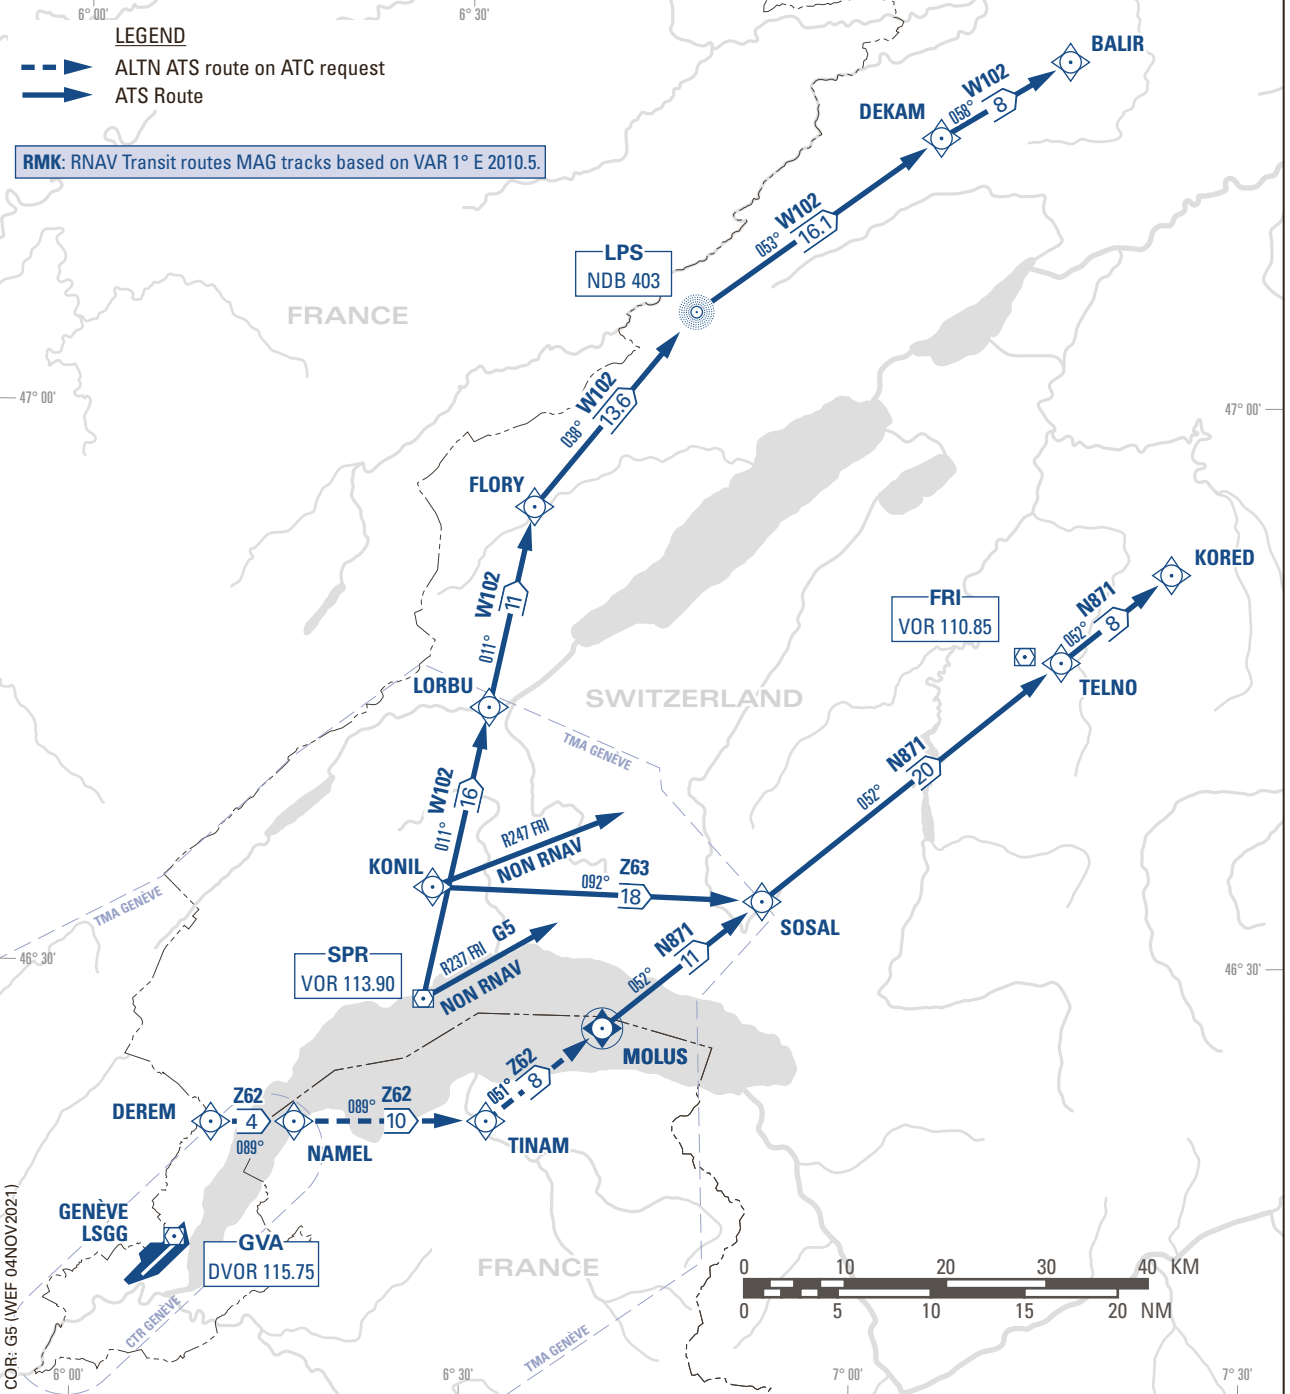 6° 00'
6° 30'
LEGEND
ALTN ATS route on ATC request
ATS Route
RMK: RNAV Transit routes MAG tracks based on VAR 1° E 2010.5.
BALIR
W102
058°
8
DEKAM
W102
053°
16.1
LPS
NDB 403
FRANCE
47° 00'
47° 00'
W102
038°
13.6
FLORY
W102
11
011°
KORED
N871
052°
8
FRI
VOR 110.85
TELNO
LORBU
SWITZERLAND
TMA GENÈVE
N871
20
052°
W102
16
011°
R247 FRI
NON RNAV
KONIL
Z63
092°
18
TMA GENÈVE
SOSAL
G5
R237 FRI
NON RNAV
N871
11
052°
SPR
VOR 113.90
46° 30'
46° 30'
MOLUS
Z62
051°
8
DEREM
Z62
4
089°
NAMEL
Z62
089°
10
TINAM
GENÈVE
LSGG
GVA
DVOR 115.75
FRANCE
CTR GENÈVE
TMA GENÈVE
0 10 20 30 40 KM
0 5 10 15 20 NM
6° 00'
6° 30'
7° 00'
7° 30'
COR: G5 (WEF 04NOV2021)